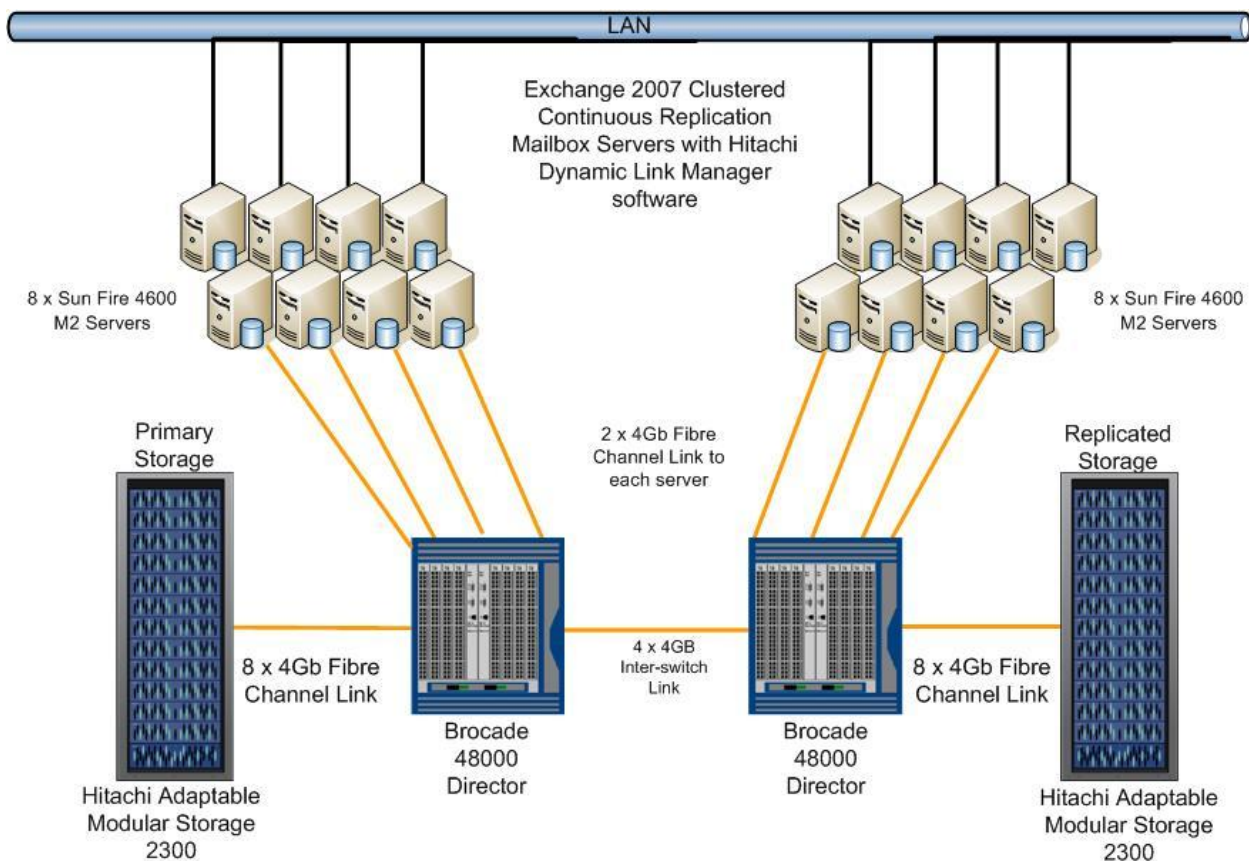 LAN
Exchange 2007 Clustered
Continuous Replication
Mailbox Servers with Hitachi
Dynamic Link Manager
software
8 x Sun Fire 4600
M2 Servers
8 x Sun Fire 4600
M2 Servers
Primary
Storage
2 x 4Gb Fibre
Channel Link to
each server
Replicated
Storage
8 x 4Gb Fibre
Channel Link
4 x 4GB
Inter-switch
Link
8 x 4Gb Fibre
Channel Link
Brocade
48000
Director
Brocade
48000
Director
Hitachi Adaptable
Modular Storage
2300
Hitachi Adaptable
Modular Storage
2300